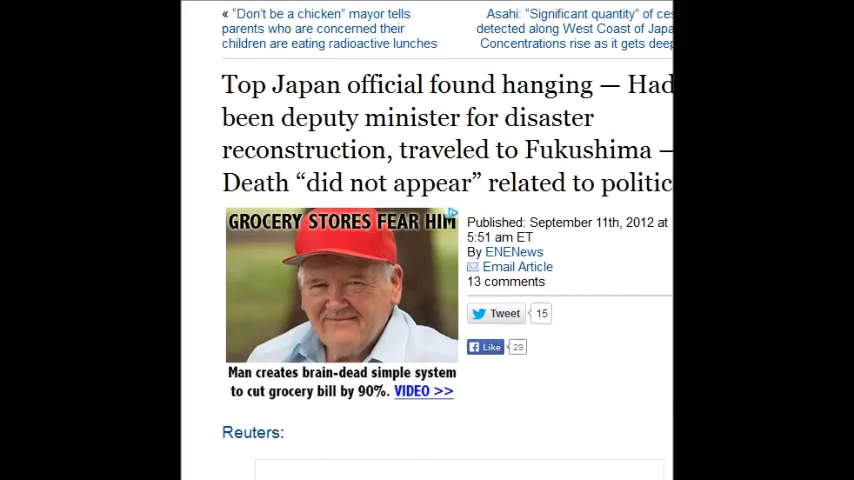 « “Don’t be a chicken” mayor tells
parents who are concerned their
children are eating radioactive lunches
Asahi: “Significant quantity” of ces
detected along West Coast of Japa
Concentrations rise as it gets deep
Top Japan official found hanging — Had
been deputy minister for disaster
reconstruction, traveled to Fukushima —
Death “did not appear” related to politic
GROCERY STORES FEAR HIM
Man creates brain-dead simple system
to cut grocery bill by 90%. VIDEO >>
Published: September 11th, 2012 at
5:51 am ET
By ENENews
Email Article
13 comments
Tweet 15
Like 29
Reuters: